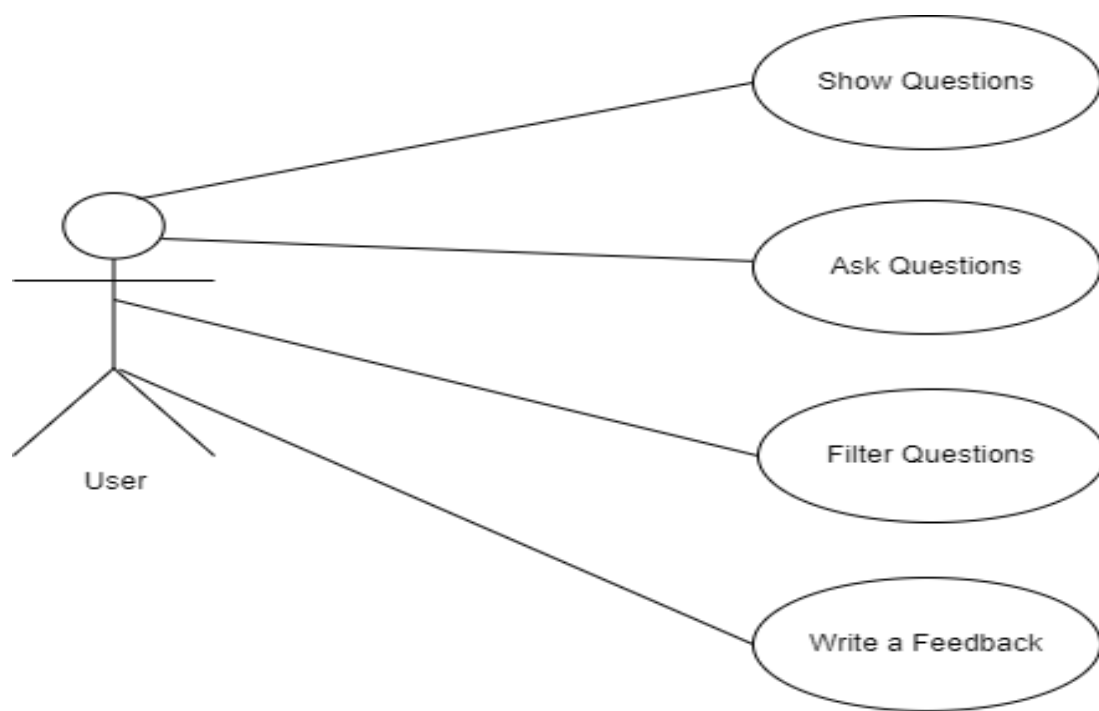 Show Questions
Ask Questions
Filter Questions
User
Write a Feedback